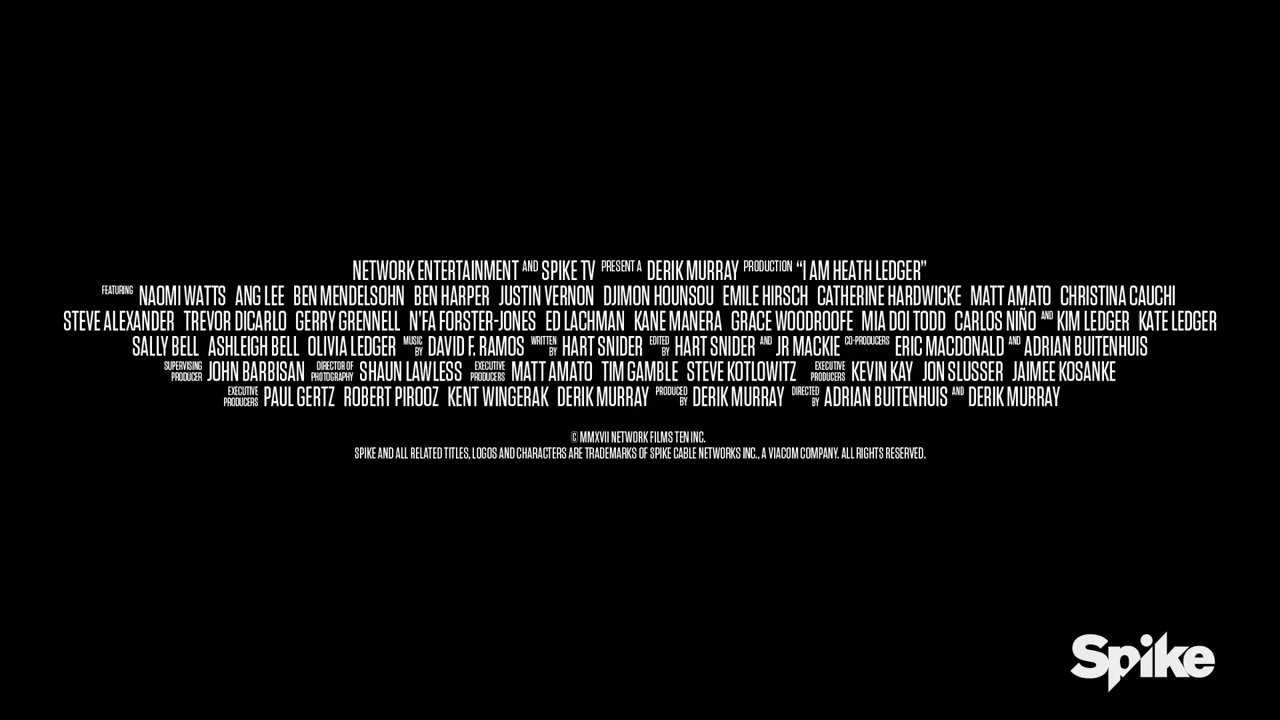 NETWORK ENTERTAINMENT AND SPIKE TV PRESENT A DERIK MURRAY PRODUCTION “I AM HEATH LEDGER”
FEATURING NAOMI WATTS ANG LEE BEN MENDELSOHN BEN HARPER JUSTIN VERNON DJIMON HOUNSOU EMILE HIRSCH CATHERINE HARDWICKE MATT AMATO CHRISTINA CAUCHI
STEVE ALEXANDER TREVOR DICARLO GERRY GRENNELL N'FA FORSTER-JONES ED LACHMAN KANE MANERA GRACE WOODROOFE MIA DOI TODD CARLOS NIÑO AND KIM LEDGER KATE LEDGER
SALLY BELL ASHLEIGH BELL OLIVIA LEDGER MUSIC BY DAVID F. RAMOS WRITTEN BY HART SNIDER EDITED BY HART SNIDER AND JR MACKIE CO-PRODUCERS ERIC MACDONALD AND ADRIAN BUITENHUIS
SUPERVISING PRODUCER JOHN BARBISAN DIRECTOR OF PHOTOGRAPHY SHAUN LAWLESS EXECUTIVE PRODUCERS MATT AMATO TIM GAMBLE STEVE KOTLOWITZ EXECUTIVE PRODUCERS KEVIN KAY JON SLUSSER JAIMEE KOSANKE
EXECUTIVE PRODUCERS PAUL GERTZ ROBERT PIROOZ KENT WINGERAK DERIK MURRAY PRODUCED BY DERIK MURRAY DIRECTED BY ADRIAN BUITENHUIS AND DERIK MURRAY
© MMXVII NETWORK FILMS TEN INC.
SPIKE AND ALL RELATED TITLES, LOGOS AND CHARACTERS ARE TRADEMARKS OF SPIKE CABLE NETWORKS INC., A VIACOM COMPANY. ALL RIGHTS RESERVED.
Spike